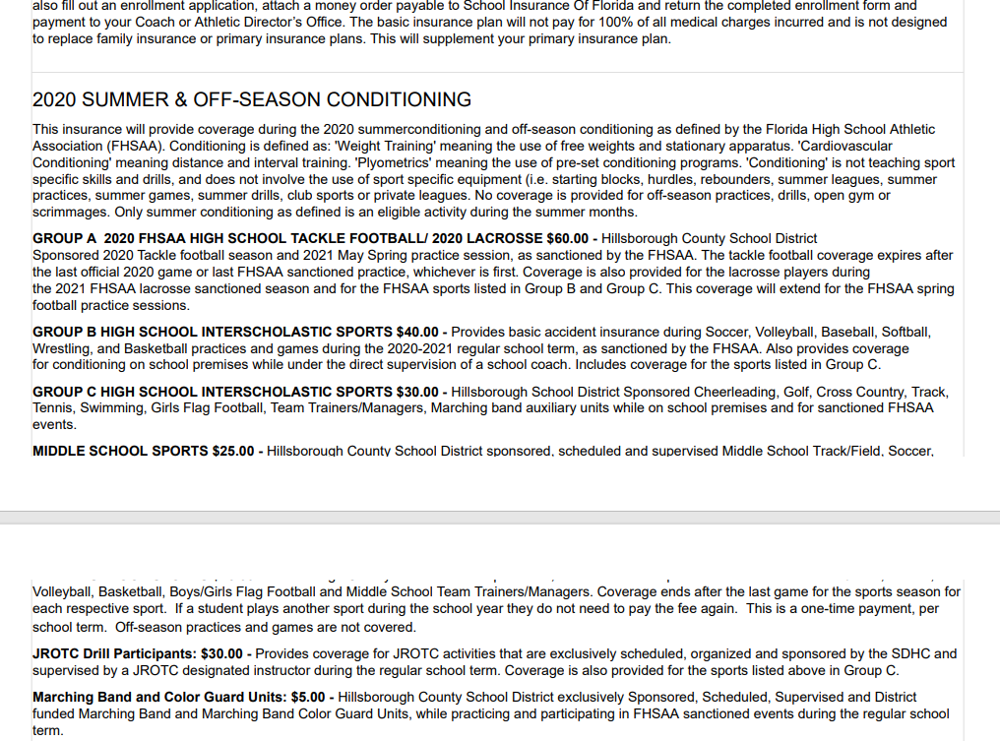 also fill out an enrollment application, attach a money order payable to School Insurance Of Florida and return the completed enrollment form and
payment to your Coach or Athletic Director's Office. The basic insurance plan will not pay for 100% of all medical charges incurred and is not designed
to replace family insurance or primary insurance plans. This will supplement your primary insurance plan.
2020 SUMMER & OFF-SEASON CONDITIONING
This insurance will provide coverage during the 2020 summerconditioning and off-season conditioning as defined by the Florida High School Athletic
Association (FHSAA). Conditioning is defined as: 'Weight Training' meaning the use of free weights and stationary apparatus. 'Cardiovascular
Conditioning' meaning distance and interval training. 'Plyometrics' meaning the use of pre-set conditioning programs. 'Conditioning' is not teaching sport
specific skills and drills, and does not involve the use of sport specific equipment (i.e. starting blocks, hurdles, rebounders, summer leagues, summer
practices, summer games, summer drills, club sports or private leagues. No coverage is provided for off-season practices, drills, open gym or
scrimmages. Only summer conditioning as defined is an eligible activity during the summer months.
GROUP A  2020 FHSAA HIGH SCHOOL TACKLE FOOTBALL/ 2020 LACROSSE $60.00 - Hillsborough County School District
Sponsored 2020 Tackle football season and 2021 May Spring practice session, as sanctioned by the FHSAA. The tackle football coverage expires after
the last official 2020 game or last FHSAA sanctioned practice, whichever is first. Coverage is also provided for the lacrosse players during
the 2021 FHSAA lacrosse sanctioned season and for the FHSAA sports listed in Group B and Group C. This coverage will extend for the FHSAA spring
football practice sessions.
GROUP B HIGH SCHOOL INTERSCHOLASTIC SPORTS $40.00 - Provides basic accident insurance during Soccer, Volleyball, Baseball, Softball,
Wrestling, and Basketball practices and games during the 2020-2021 regular school term, as sanctioned by the FHSAA. Also provides coverage
for conditioning on school premises while under the direct supervision of a school coach. Includes coverage for the sports listed in Group C.
GROUP C HIGH SCHOOL INTERSCHOLASTIC SPORTS $30.00 - Hillsborough School District Sponsored Cheerleading, Golf, Cross Country, Track,
Tennis, Swimming, Girls Flag Football, Team Trainers/Managers, Marching band auxiliary units while on school premises and for sanctioned FHSAA
events.
MIDDLE SCHOOL SPORTS $25.00 - Hillsborough County School District sponsored, scheduled and supervised Middle School Track/Field, Soccer,
Volleyball, Basketball, Boys/Girls Flag Football and Middle School Team Trainers/Managers. Coverage ends after the last game for the sports season for
each respective sport.  If a student plays another sport during the school year they do not need to pay the fee again.  This is a one-time payment, per
school term.  Off-season practices and games are not covered.
JROTC Drill Participants: $30.00 - Provides coverage for JROTC activities that are exclusively scheduled, organized and sponsored by the SDHC and
supervised by a JROTC designated instructor during the regular school term. Coverage is also provided for the sports listed above in Group C.
Marching Band and Color Guard Units: $5.00 - Hillsborough County School District exclusively Sponsored, Scheduled, Supervised and District
funded Marching Band and Marching Band Color Guard Units, while practicing and participating in FHSAA sanctioned events during the regular school
term.